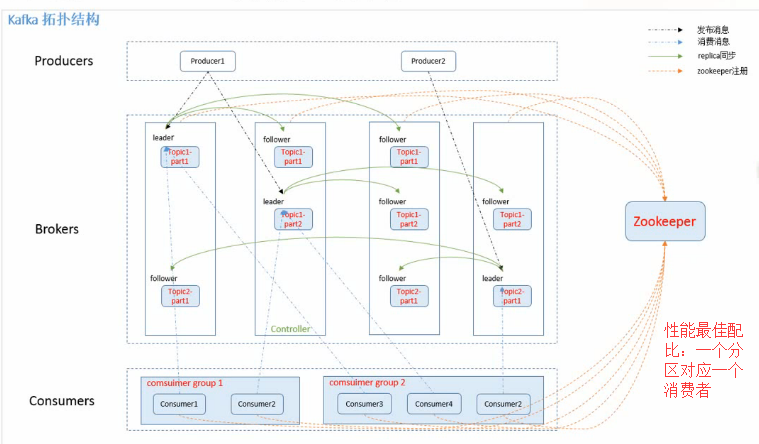 Kafka 拓扑结构
发布消息
消费消息
replica同步
zookeeper注册
Producers
Producer1
Producer2
Brokers
leader
Topic1-
part1
follower
Topic1-
part1
follower
Topic1-
part1
leader
Topic1-
part2
follower
Topic1-
part2
follower
Topic1-
part2
follower
Topic2-
part1
follower
Topic2-
part1
leader
Topic2-
part1
Controller
Zookeeper
性能最佳配
比：一个分
区对应一个
消费者
Consumers
comsuimer group 1
Consumer1
Consumer2
comsuimer group 2
Consumer3
Consumer4
Consumer2